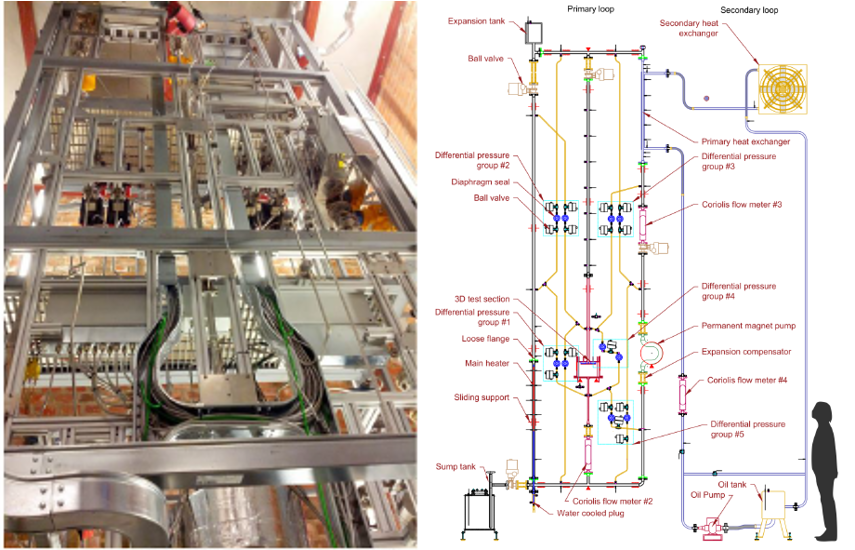 Primary loop
Secondary loop
Expansion tank
Secondary heat
exchanger
Ball valve
Primary heat exchanger
Differential pressure
group #2
Differential pressure
group #3
Diaphragm seal
Ball valve
Coriolis flow meter #3
3D test section
Differential pressure
group #4
Differential pressure
group #1
Permanent magnet pump
Loose flange
Expansion compensator
Main heater
Coriolis flow meter #4
Sliding support
Differential pressure
group #5
Sump tank
Oil tank
Oil Pump
Coriolis flow meter #2
Water cooled plug